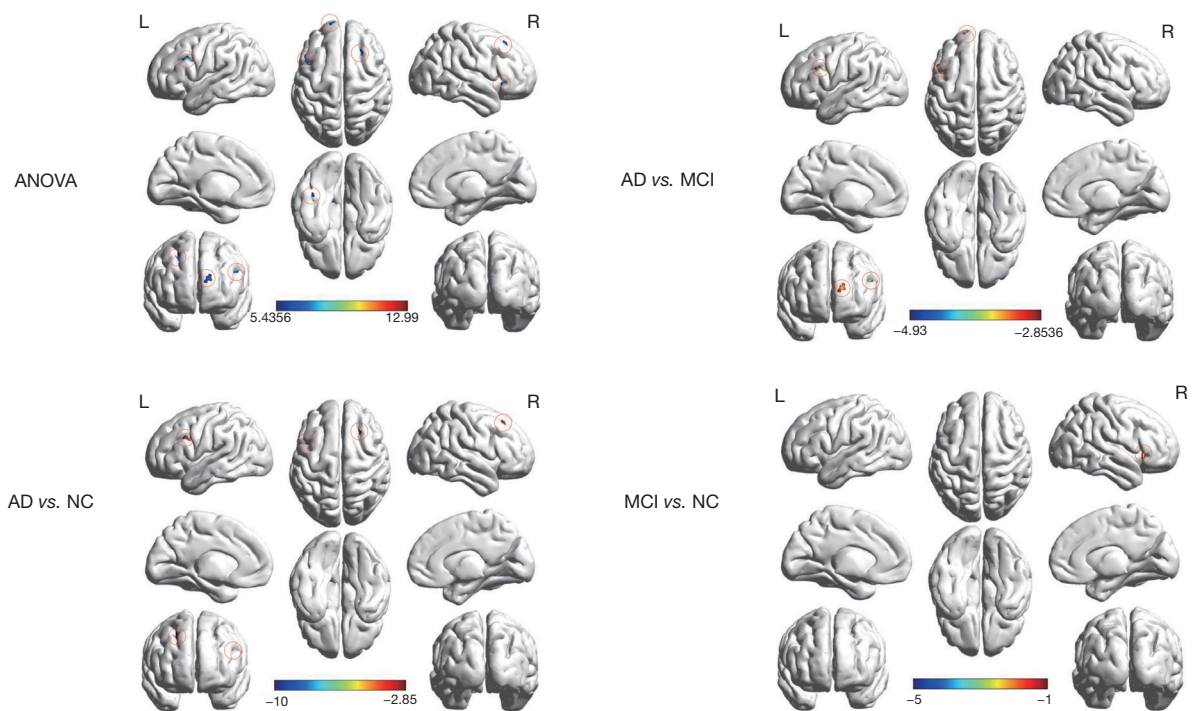 L
R
ANOVA
5.4356
12.99
L
R
AD vs. MCI
−4.93
−2.8536
L
R
AD vs. NC
−10
−2.85
L
R
MCI vs. NC
−5
−1